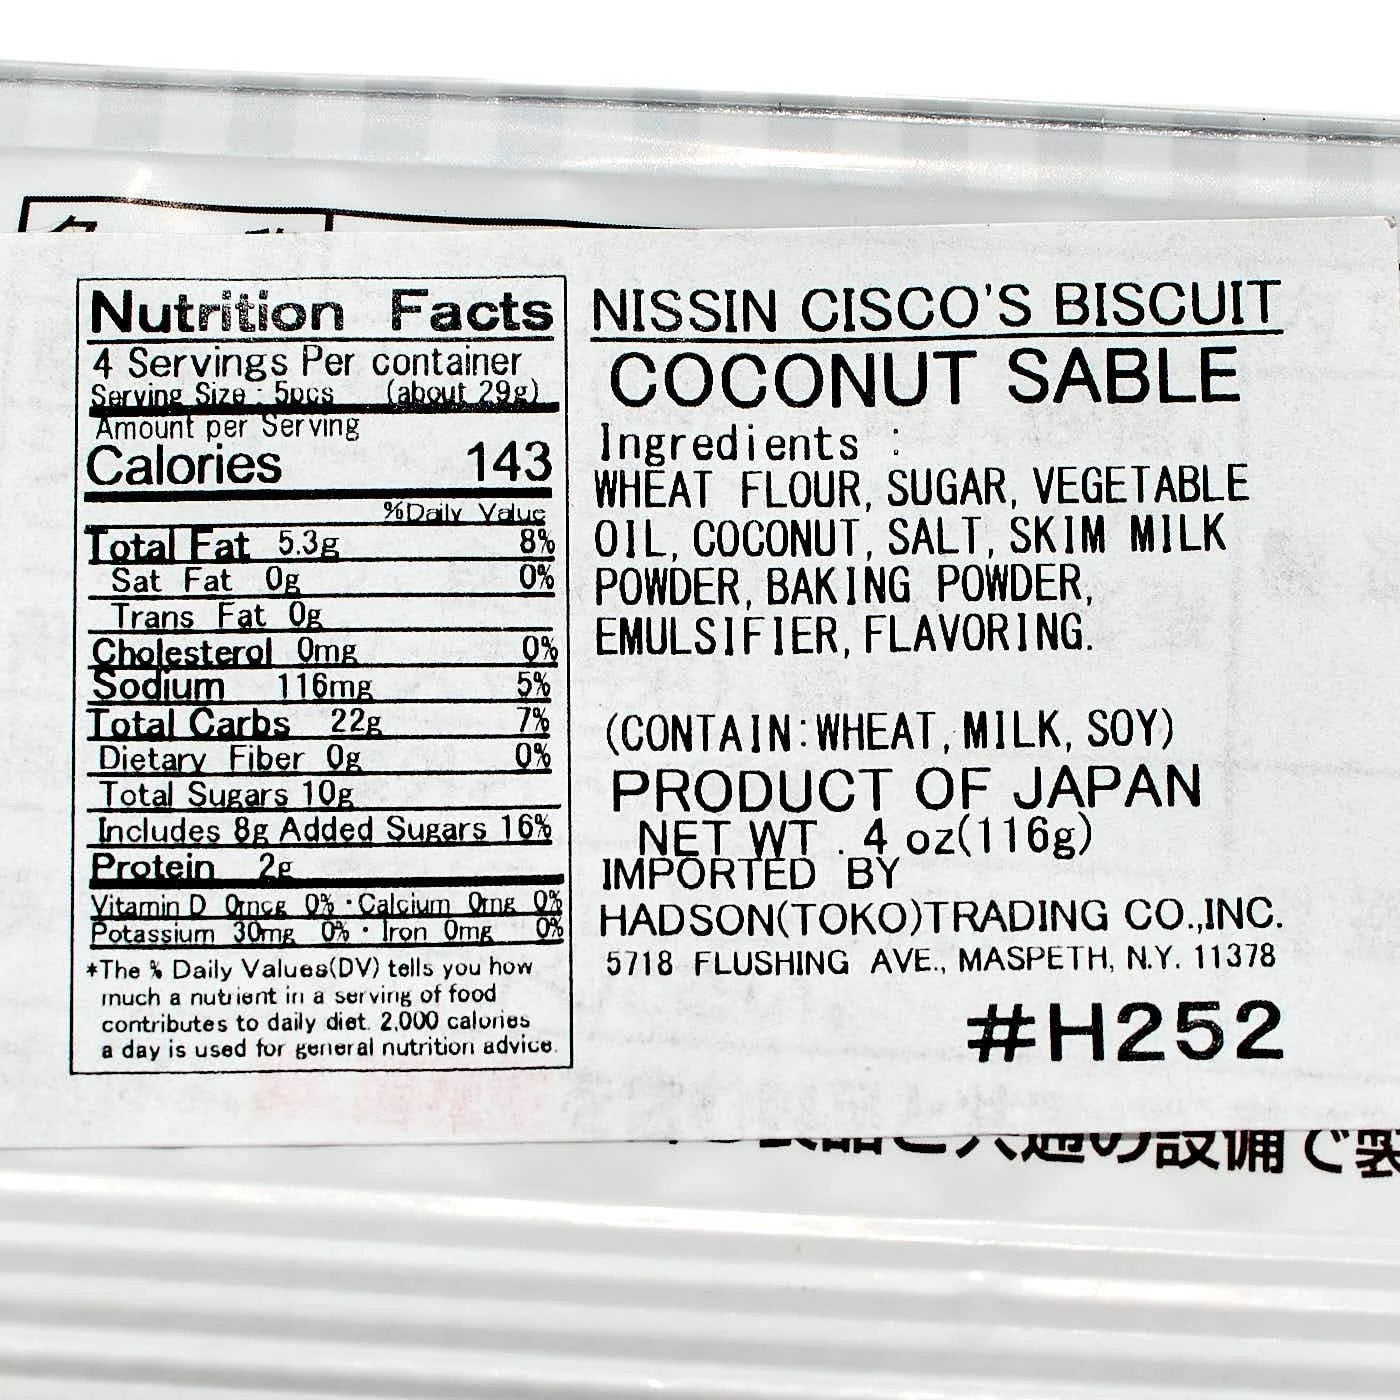 Nutrition Facts
4 Servings Per container
Serving Size : 5pcs (about 29g)
Amount per Serving
Calories 143
%Daily Value
Total Fat 5.3g 8%
Sat Fat 0g 0%
Trans Fat 0g
Cholesterol 0mg 0%
Sodium 116mg 5%
Total Carbs 22g 7%
Dietary Fiber 0g 0%
Total Sugars 10g
Includes 8g Added Sugars 16%
Protein 2g
Vitamin D 0mcg 0% · Calcium 0mg 0%
Potassium 30mg 0% · Iron 0mg 0%
*The % Daily Values(DV) tells you how
much a nutrient in a serving of food
contributes to daily diet. 2,000 calories
a day is used for general nutrition advice.
NISSIN CISCO'S BISCUIT
COCONUT SABLE
Ingredients :
WHEAT FLOUR, SUGAR, VEGETABLE
OIL, COCONUT, SALT, SKIM MILK
POWDER, BAKING POWDER,
EMULSIFIER, FLAVORING.
(CONTAIN:WHEAT, MILK, SOY)
PRODUCT OF JAPAN
NET WT . 4 oz(116g)
IMPORTED BY
HADSON(TOKO)TRADING CO.,INC.
5718 FLUSHING AVE., MASPETH, N.Y. 11378
#H252
共通の設備で製